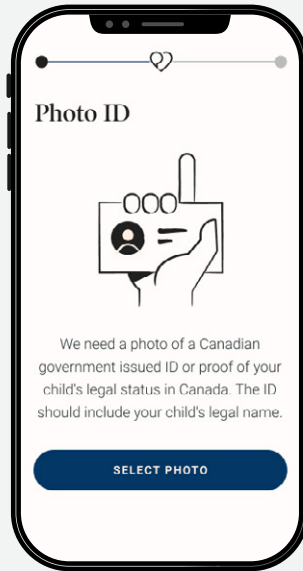 Photo ID
We need a photo of a Canadian
government issued ID or proof of your
child's legal status in Canada. The ID
should include your child's legal name.
SELECT PHOTO